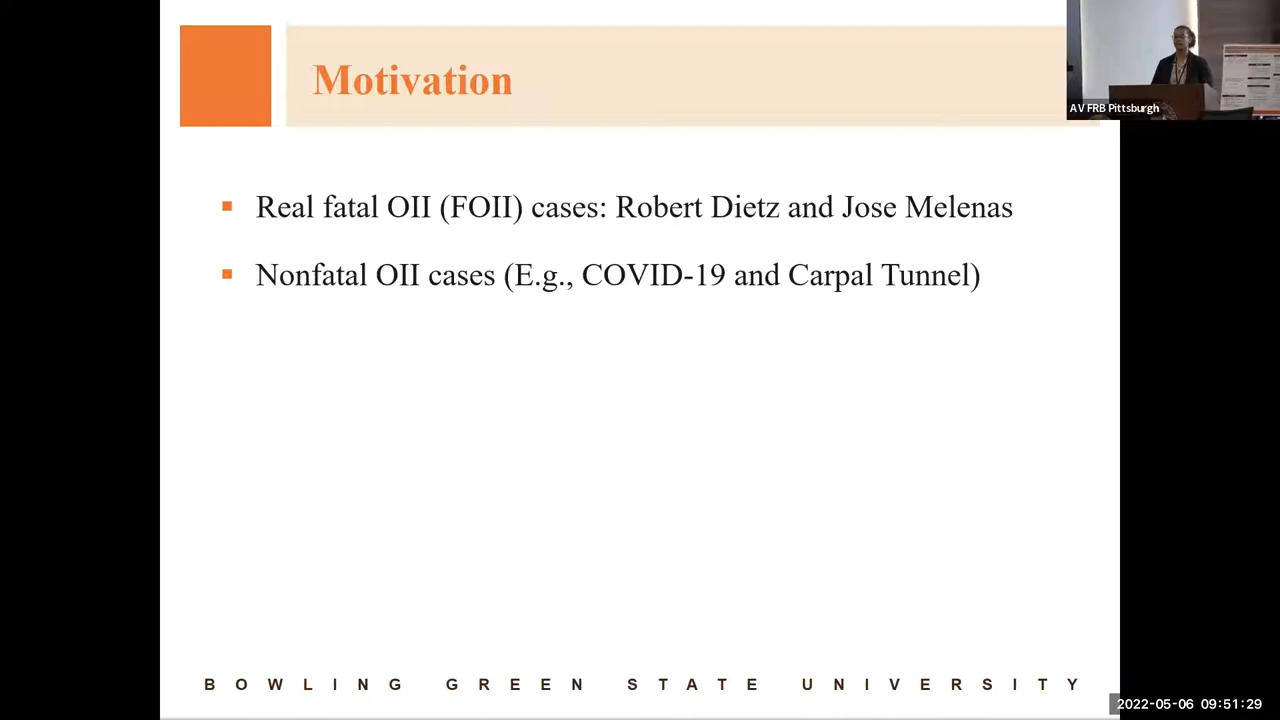 Motivation
AV FRB Pittsburgh
Real fatal OII (FOII) cases: Robert Dietz and Jose Melenas
Nonfatal OII cases (E.g., COVID-19 and Carpal Tunnel)
BOWLING GREEN STATE UNIVERSITY
2022-05-06 09:51:29